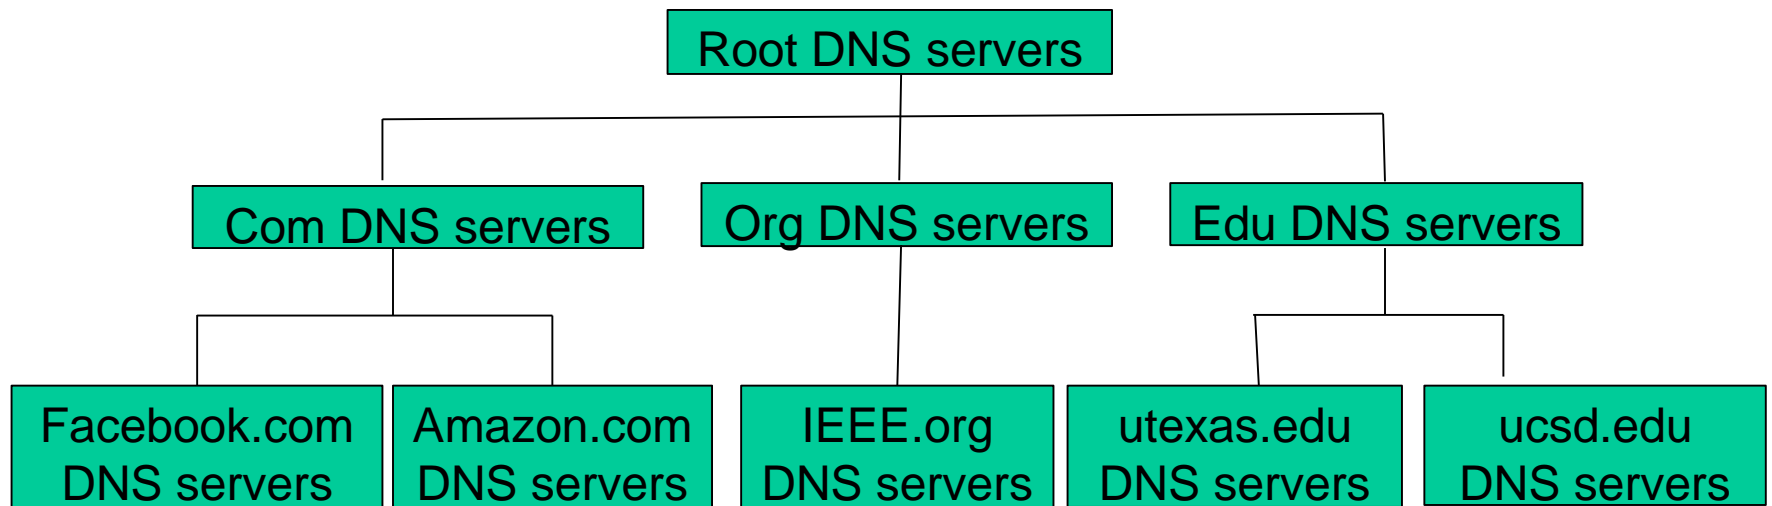 Root DNS servers
Com DNS servers
Org DNS servers
Edu DNS servers
Facebook.com
DNS servers
Amazon.com
DNS servers
IEEE.org
DNS servers
utexas.edu
DNS servers
ucsd.edu
DNS servers